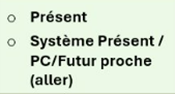 ○ Présent
○ Système Présent /
PC/Futur proche
(aller)